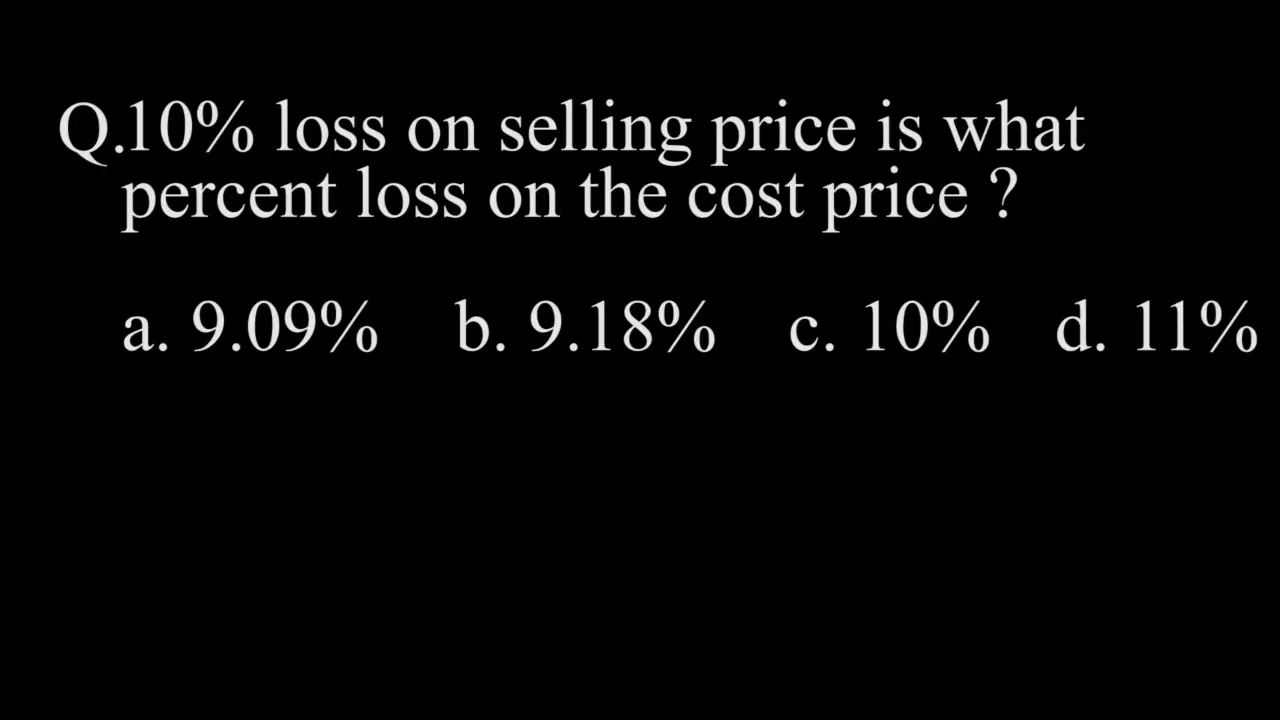 Q.10% loss on selling price is what
percent loss on the cost price ?
a. 9.09% b. 9.18% c. 10% d. 11%